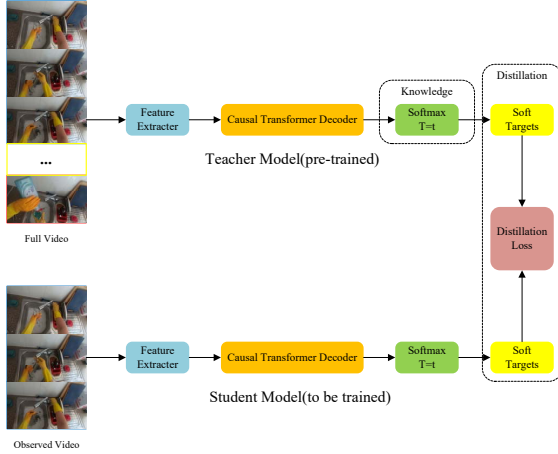 Knowledge
Distillation
Feature
Extracter
Causal Transformer Decoder
Softmax
T=t
Soft
Targets
Teacher Model(pre-trained)
...
Full Video
Distillation
Loss
Feature
Extracter
Causal Transformer Decoder
Softmax
T=t
Soft
Targets
Student Model(to be trained)
Observed Video